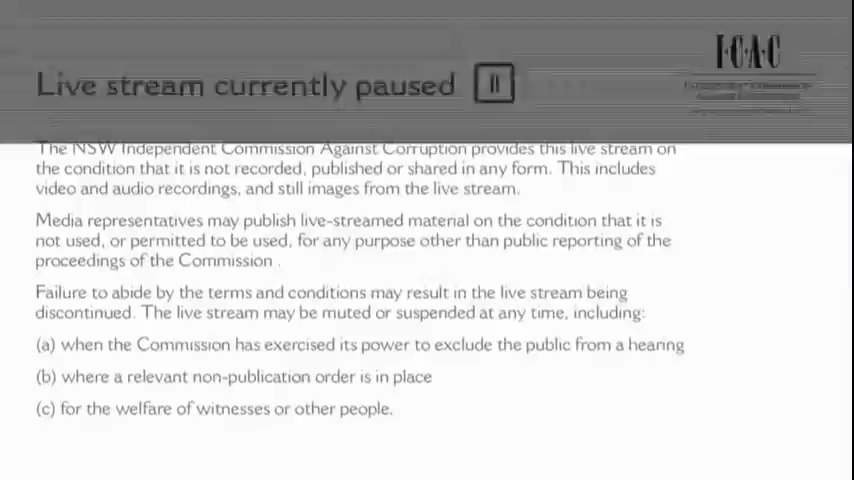 I·C·A·C
Live stream currently paused
The NSW Independent Commission Against Corruption provides this live stream on
the condition that it is not recorded, published or shared in any form. This includes
video and audio recordings, and still images from the live stream.
Media representatives may publish live-streamed material on the condition that it is
not used, or permitted to be used, for any purpose other than public reporting of the
proceedings of the Commission .
Failure to abide by the terms and conditions may result in the live stream being
discontinued. The live stream may be muted or suspended at any time, including:
(a) when the Commission has exercised its power to exclude the public from a hearing
(b) where a relevant non-publication order is in place
(c) for the welfare of witnesses or other people.